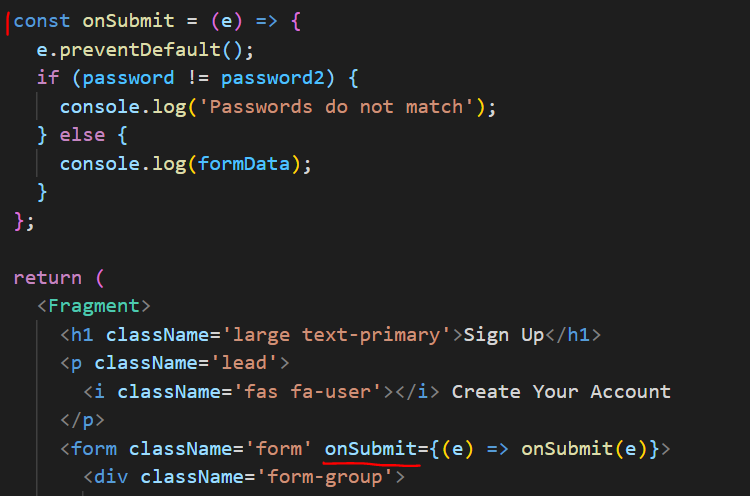 const onSubmit = (e) => {
  e.preventDefault();
  if (password != password2) {
    console.log('Passwords do not match');
  } else {
    console.log(formData);
  }
};

return (
  <Fragment>
    <h1 className='large text-primary'>Sign Up</h1>
    <p className='lead'>
      <i className='fas fa-user'></i> Create Your Account
    </p>
    <form className='form' onSubmit={(e) => onSubmit(e)}>
      <div className='form-group'>